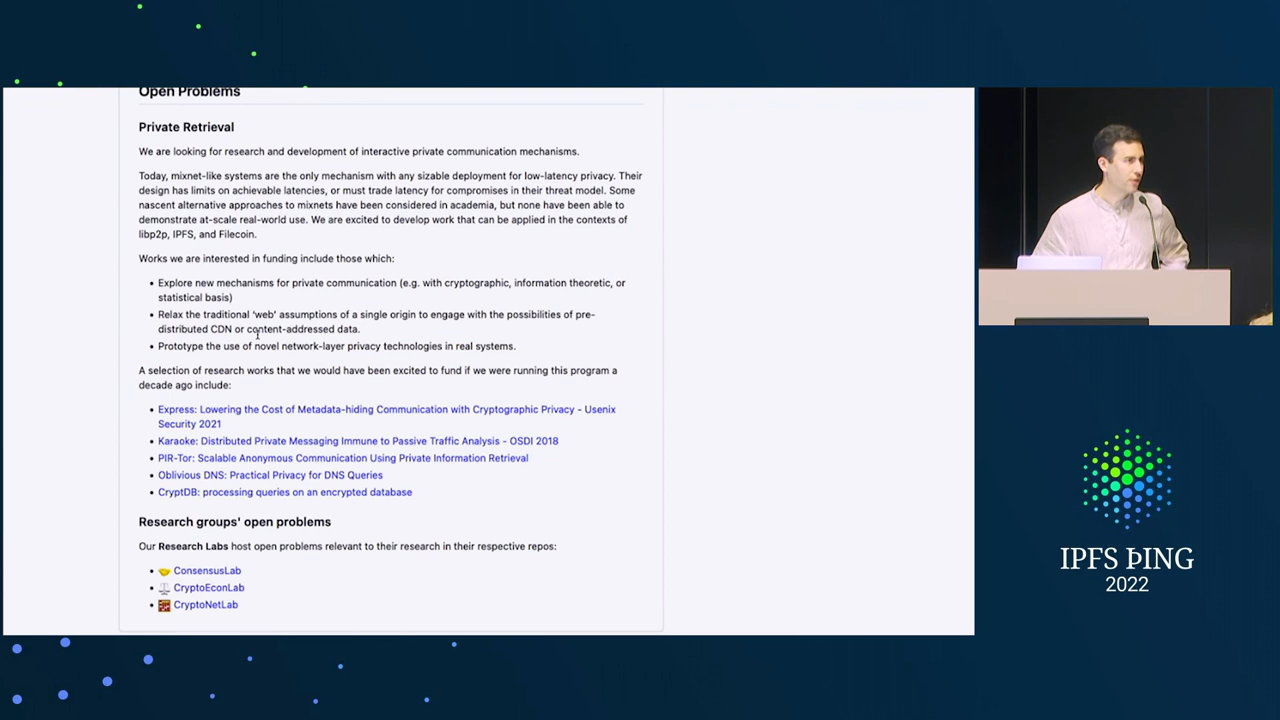 Open Problems
Private Retrieval
We are looking for research and development of interactive private communication mechanisms.
Today, mixnet-like systems are the only mechanism with any sizable deployment for low-latency privacy. Their
design has limits on achievable latencies, or must trade latency for compromises in their threat model. Some
nascent alternative approaches to mixnets have been considered in academia, but none have been able to
demonstrate at-scale real-world use. We are excited to develop work that can be applied in the contexts of
libp2p, IPFS, and Filecoin.
Works we are interested in funding include those which:
• Explore new mechanisms for private communication (e.g. with cryptographic, information theoretic, or
statistical basis)
• Relax the traditional 'web' assumptions of a single origin to engage with the possibilities of pre-
distributed CDN or content-addressed data.
• Prototype the use of novel network-layer privacy technologies in real systems.
A selection of research works that we would have been excited to fund if we were running this program a
decade ago include:
• Express: Lowering the Cost of Metadata-hiding Communication with Cryptographic Privacy - Usenix
Security 2021
• Karaoke: Distributed Private Messaging Immune to Passive Traffic Analysis - OSDI 2018
• PIR-Tor: Scalable Anonymous Communication Using Private Information Retrieval
• Oblivious DNS: Practical Privacy for DNS Queries
• CryptDB: processing queries on an encrypted database
Research groups' open problems
Our Research Labs host open problems relevant to their research in their respective repos:
• ConsensusLab
• CryptoEconLab
• CryptoNetLab
IPFS ÞING
2022